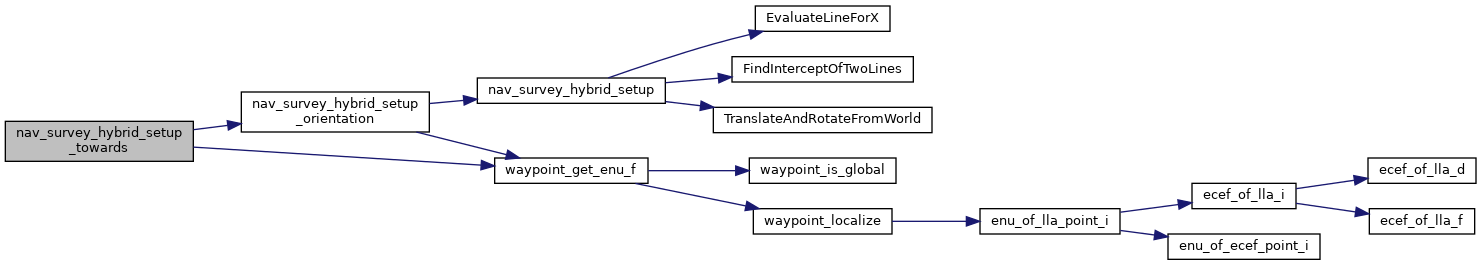 nav_survey_hybrid_setup
_towards
nav_survey_hybrid_setup
_orientation
nav_survey_hybrid_setup
EvaluateLineForX
FindInterceptOfTwoLines
TranslateAndRotateFromWorld
waypoint_get_enu_f
waypoint_is_global
waypoint_localize
enu_of_lla_point_i
ecef_of_lla_i
ecef_of_lla_d
ecef_of_lla_f
enu_of_ecef_point_i